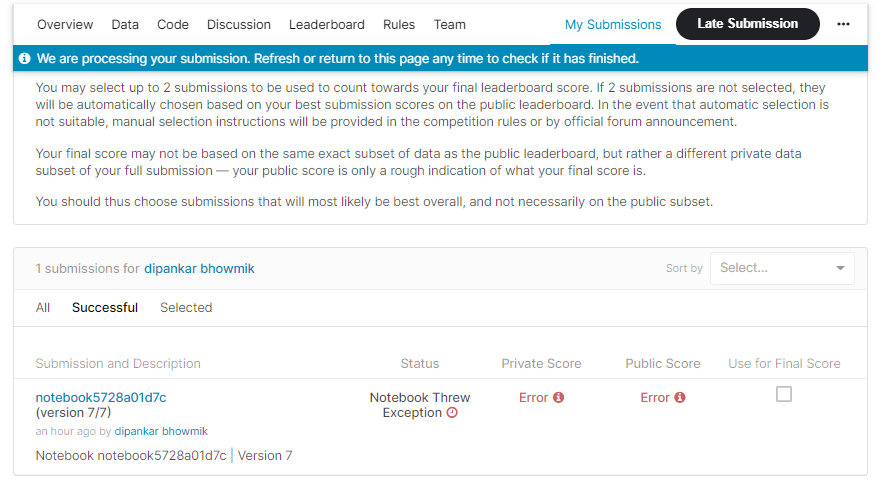 Overview Data Code Discussion Leaderboard Rules Team My Submissions Late Submission ...
We are processing your submission. Refresh or return to this page any time to check if it has finished.
You may select up to 2 submissions to be used to count towards your final leaderboard score. If 2 submissions are not selected, they
will be automatically chosen based on your best submission scores on the public leaderboard. In the event that automatic selection is
not suitable, manual selection instructions will be provided in the competition rules or by official forum announcement.
Your final score may not be based on the same exact subset of data as the public leaderboard, but rather a different private data
subset of your full submission — your public score is only a rough indication of what your final score is.
You should thus choose submissions that will most likely be best overall, and not necessarily on the public subset.
1 submissions for dipankar bhowmik Sort by Select...
All Successful Selected
Submission and Description Status Private Score Public Score Use for Final Score
notebook5728a01d7c Notebook Threw Error Error
(version 7/7) Exception
an hour ago by dipankar bhowmik
Notebook notebook5728a01d7c | Version 7